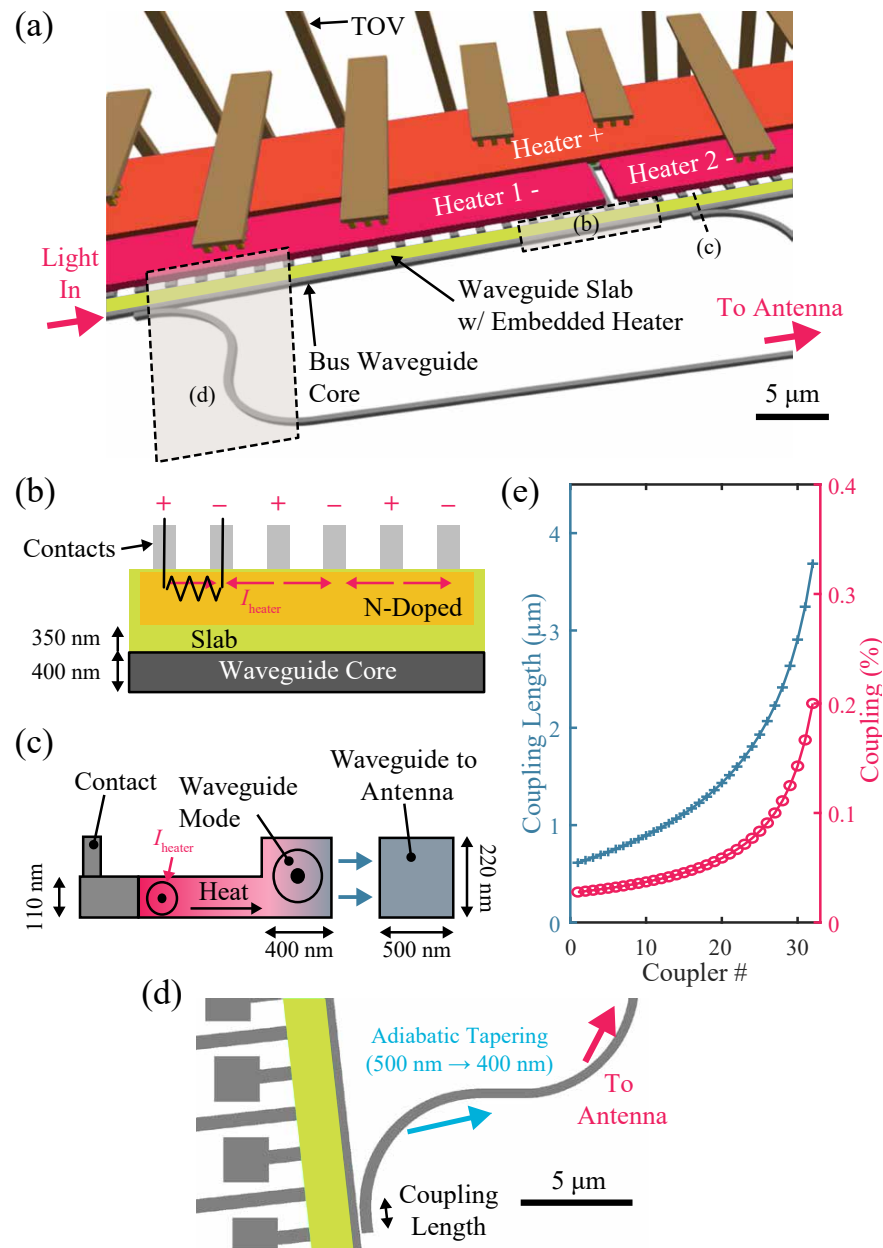 (a)
TOV
Heater +
Heater 1 -
Heater 2 -
(b)
(c)
Light
In
Waveguide Slab
w/ Embedded Heater
To Antenna
Bus Waveguide
Core
(d)
5 μm
(b)
+ - + - + -
Contacts
I heater
N-Doped
350 nm
Slab
400 nm
Waveguide Core
(c)
Contact
Waveguide
Mode
Waveguide to
Antenna
I heater
110 nm
Heat
220 nm
400 nm
500 nm
(e)
Coupling Length (μm)
4
3
2
1
0
0.4
0.3
0.2
0.1
0
Coupling (%)
0 10 20 30
Coupler #
(d)
Adiabatic Tapering
(500 nm → 400 nm)
To
Antenna
Coupling
Length
5 μm